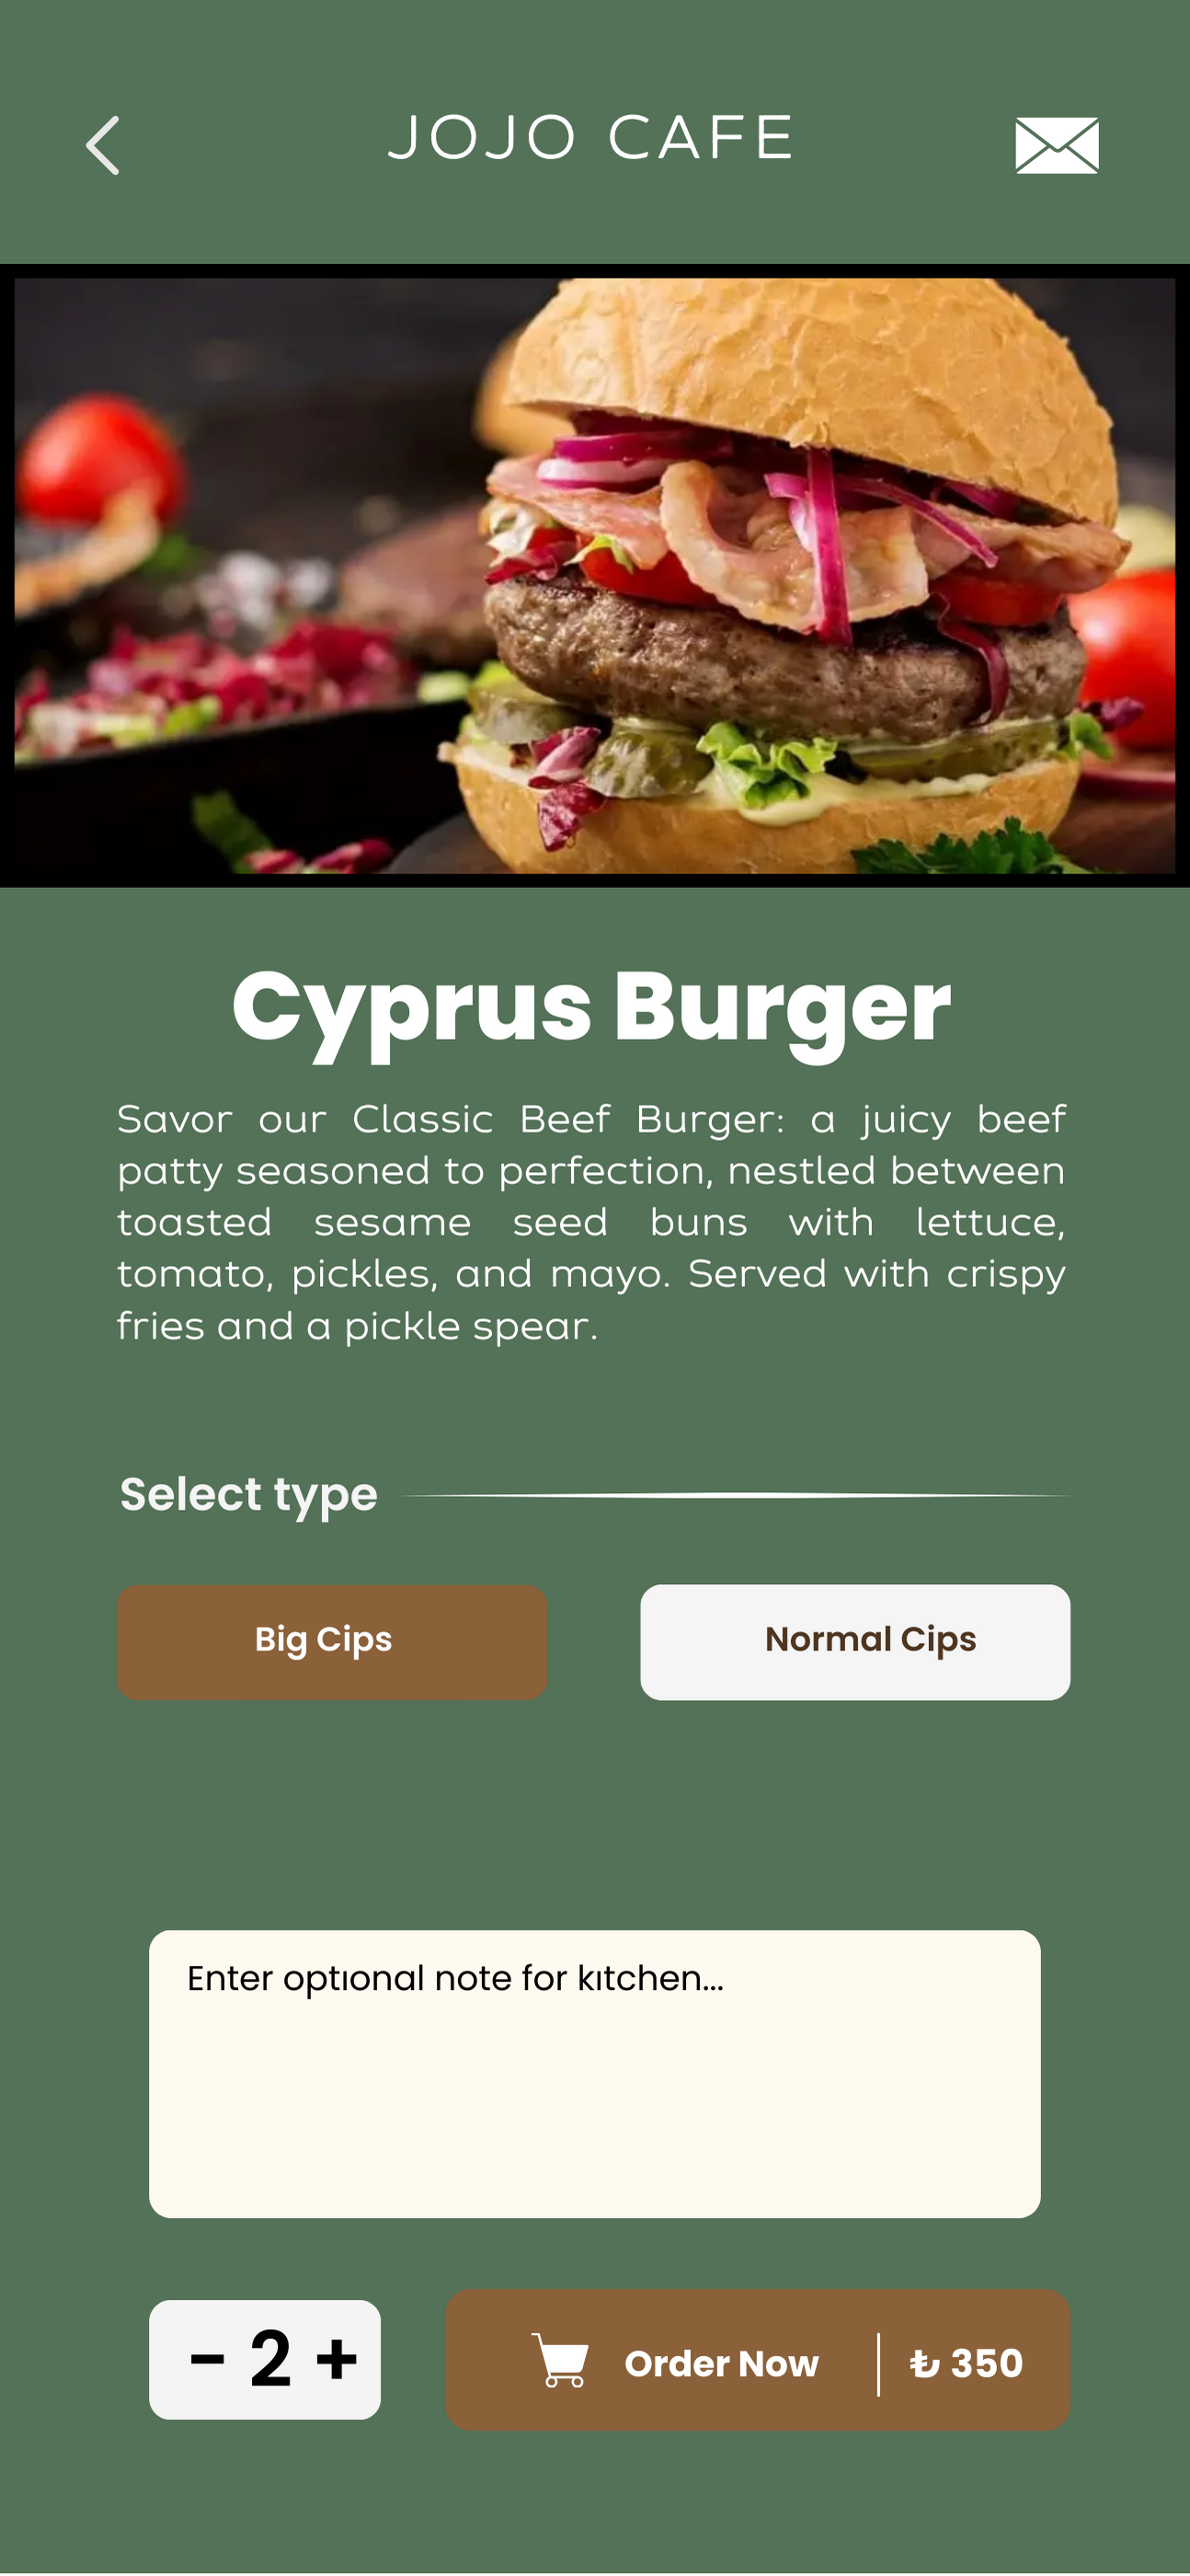 JOJO CAFE
Cyprus Burger
Savor our Classic Beef Burger: a juicy beef
patty seasoned to perfection, nestled between
toasted sesame seed buns with lettuce,
tomato, pickles, and mayo. Served with crispy
fries and a pickle spear.
Select type
Big Cips
Normal Cips
Enter optıonal note for kıtchen...
- 2 +
Order Now | ₺ 350